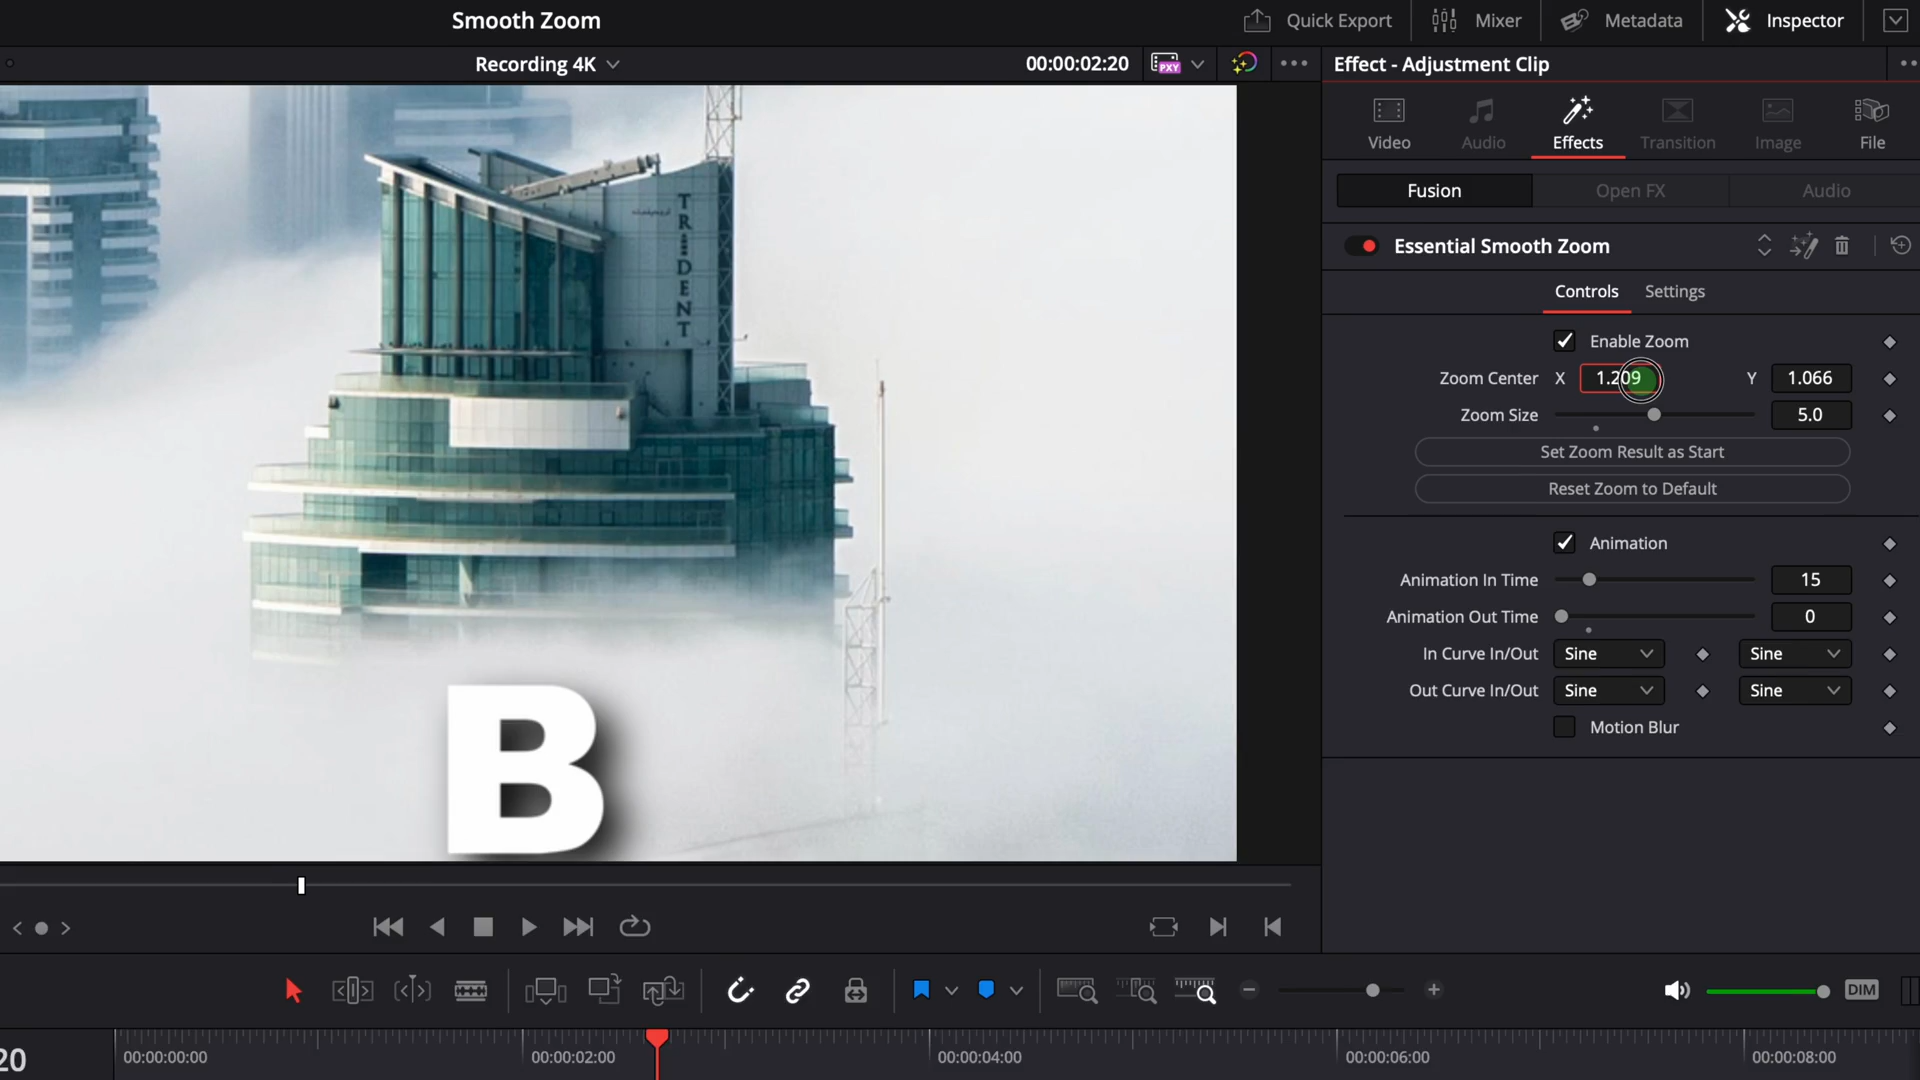 Smooth Zoom
Quick Export
Mixer
Metadata
Inspector
Recording 4K
00:00:02:20
PXY
Effect - Adjustment Clip
Video
Audio
Effects
Transition
Image
File
Fusion
Open FX
Audio
Essential Smooth Zoom
Controls
Settings
Enable Zoom
Zoom Center X 1.209 Y 1.066
Zoom Size 5.0
Set Zoom Result as Start
Reset Zoom to Default
Animation
Animation In Time 15
Animation Out Time 0
In Curve In/Out Sine Sine
Out Curve In/Out Sine Sine
Motion Blur
TRIDENT
B
DIM
20
00:00:00:00
00:00:02:00
00:00:04:00
00:00:06:00
00:00:08:00